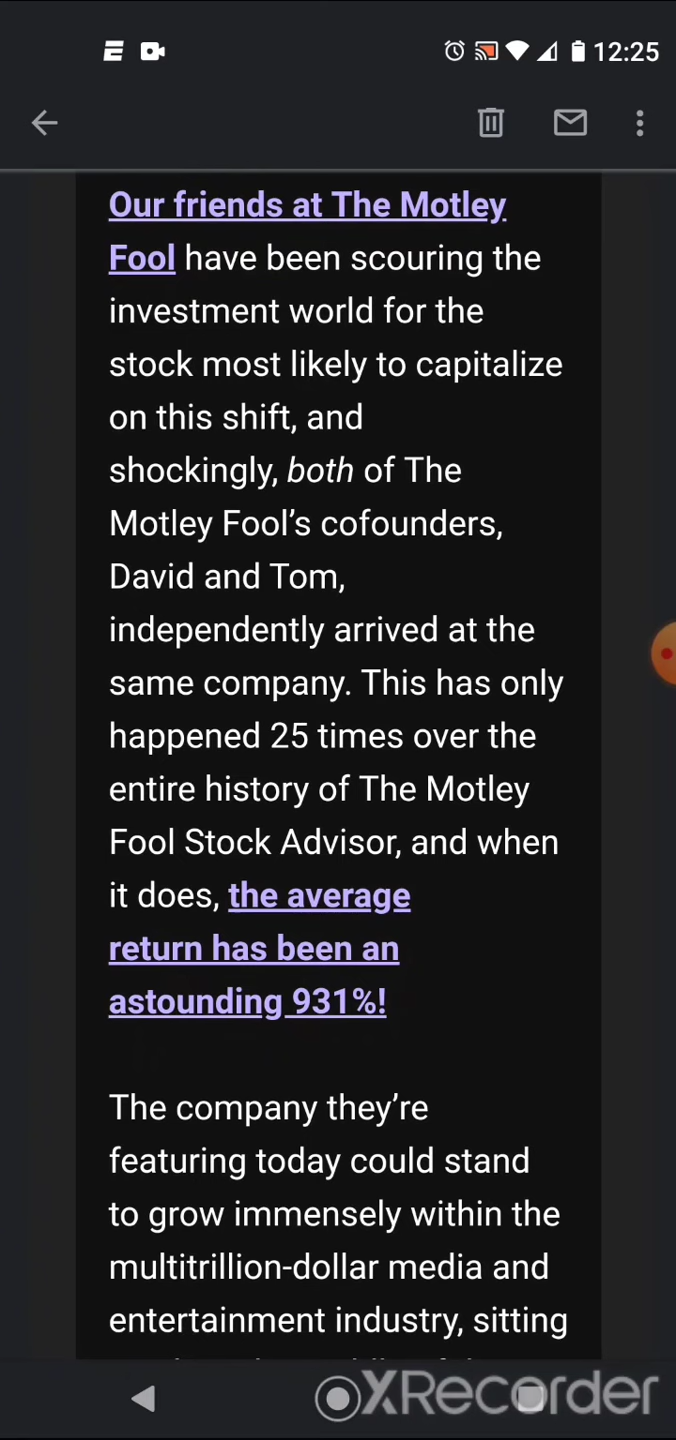 12:25
Our friends at The Motley
Fool have been scouring the
investment world for the
stock most likely to capitalize
on this shift, and
shockingly, both of The
Motley Fool’s cofounders,
David and Tom,
independently arrived at the
same company. This has only
happened 25 times over the
entire history of The Motley
Fool Stock Advisor, and when
it does, the average
return has been an
astounding 931%!
The company they’re
featuring today could stand
to grow immensely within the
multitrillion-dollar media and
entertainment industry, sitting
XRecorder